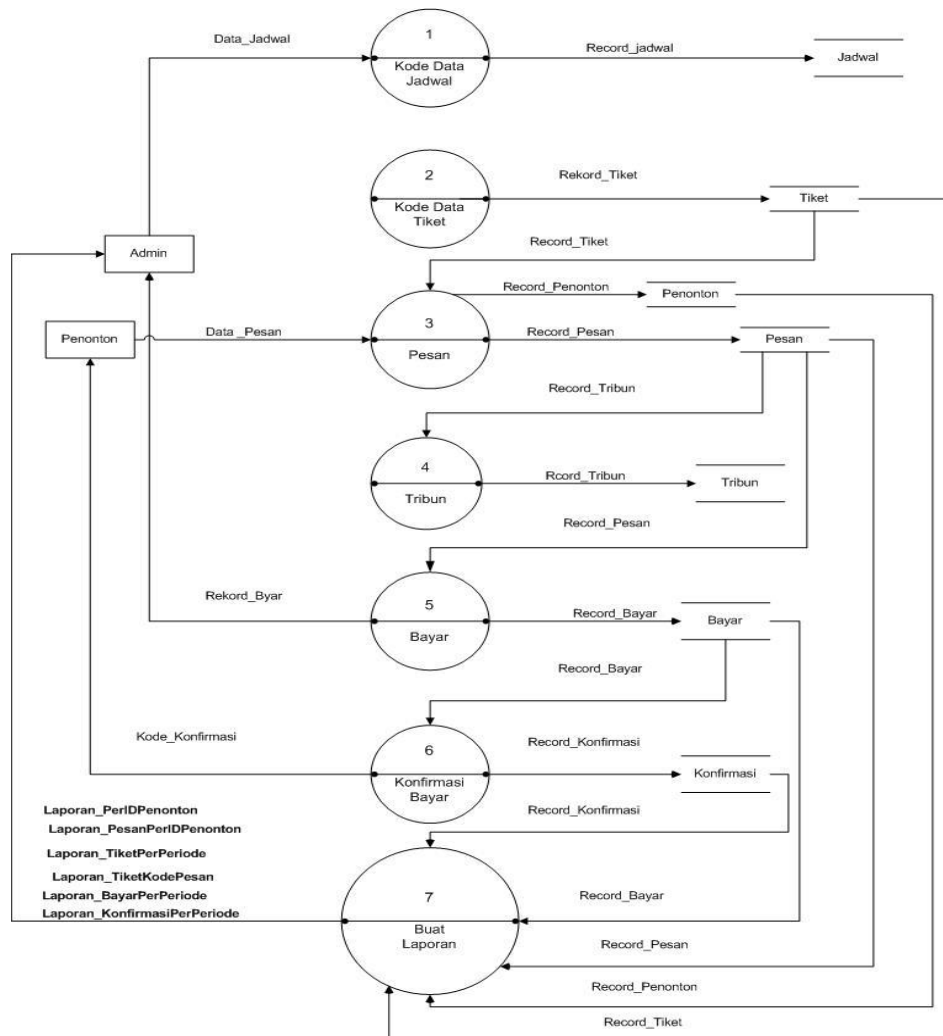 Data_Jadwal
1
Kode Data
Jadwal
Record_jadwal
Jadwal
2
Kode Data
Tiket
Rekord_Tiket
Tiket
Record_Tiket
Admin
Record_Penonton
Penonton
Penonton
Data _Pesan
3
Pesan
Record_Pesan
Pesan
Record_Tribun
4
Tribun
Rcord_Tribun
Tribun
Record_Pesan
Rekord_Byar
5
Bayar
Record_Bayar
Bayar
Record_Bayar
Kode_Konfirmasi
6
Konfirmasi
Bayar
Record_Konfirmasi
Konfirmasi
Record_Konfirmasi
Laporan_PerIDPenonton
Laporan_PesanPerIDPenonton
Laporan_TiketPerPeriode
Laporan_TiketKodePesan
Laporan_BayarPerPeriode
Laporan_KonfirmasiPerPeriode
7
Buat
Laporan
Record_Bayar
Record_Pesan
Record_Penonton
Record_Tiket